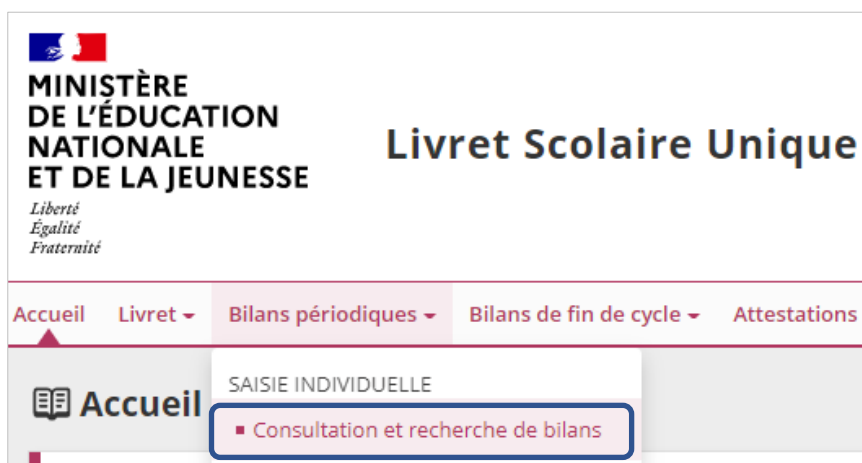 MINISTÈRE
DE L'ÉDUCATION
NATIONALE
ET DE LA JEUNESSE
Liberté
Égalité
Fraternité
Livret Scolaire Unique
Accueil Livret Bilans périodiques Bilans de fin de cycle Attestations
Accueil
SAISIE INDIVIDUELLE
Consultation et recherche de bilans